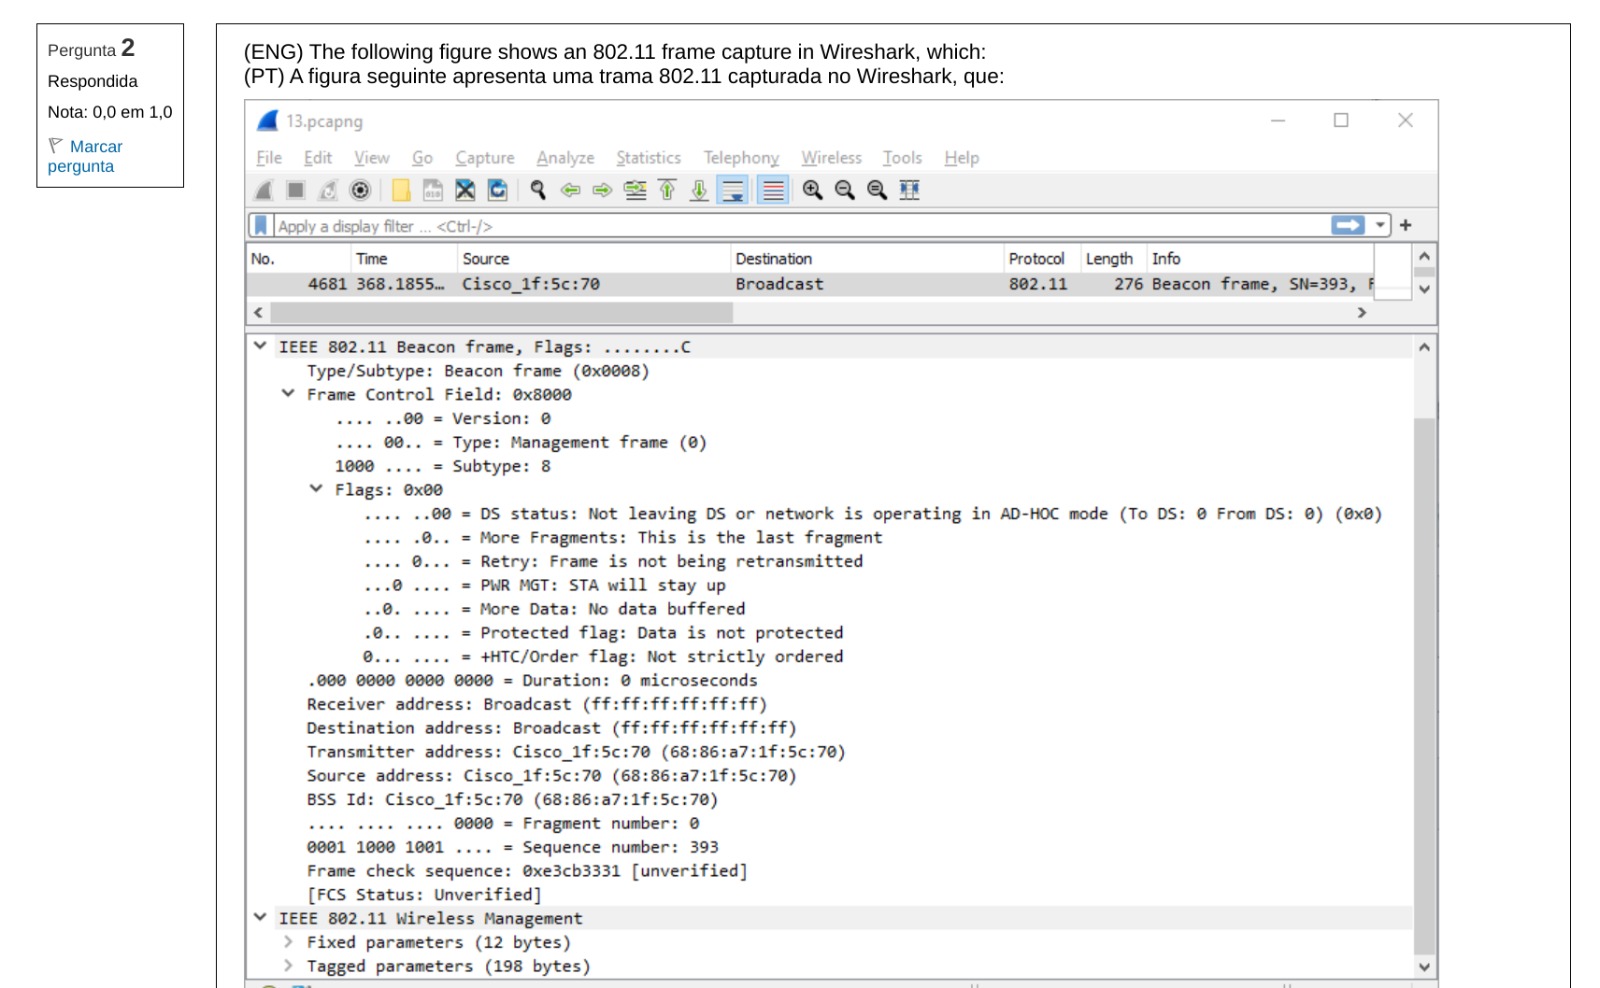 Pergunta 2
Respondida
Nota: 0,0 em 1,0
Marcar
pergunta
(ENG) The following figure shows an 802.11 frame capture in Wireshark, which:
(PT) A figura seguinte apresenta uma trama 802.11 capturada no Wireshark, que:
13.pcapng
File Edit View Go Capture Analyze Statistics Telephony Wireless Tools Help
Apply a display filter ... <Ctrl-/>
No. Time Source Destination Protocol Length Info
4681 368.1855… Cisco_1f:5c:70 Broadcast 802.11 276 Beacon frame, SN=393, F
IEEE 802.11 Beacon frame, Flags: ........C
Type/Subtype: Beacon frame (0x0008)
Frame Control Field: 0x8000
.... ..00 = Version: 0
.... 00.. = Type: Management frame (0)
1000 .... = Subtype: 8
Flags: 0x00
.... ..00 = DS status: Not leaving DS or network is operating in AD-HOC mode (To DS: 0 From DS: 0) (0x0)
.... .0.. = More Fragments: This is the last fragment
.... 0... = Retry: Frame is not being retransmitted
...0 .... = PWR MGT: STA will stay up
..0. .... = More Data: No data buffered
.0.. .... = Protected flag: Data is not protected
0... .... = +HTC/Order flag: Not strictly ordered
.000 0000 0000 0000 = Duration: 0 microseconds
Receiver address: Broadcast (ff:ff:ff:ff:ff:ff)
Destination address: Broadcast (ff:ff:ff:ff:ff:ff)
Transmitter address: Cisco_1f:5c:70 (68:86:a7:1f:5c:70)
Source address: Cisco_1f:5c:70 (68:86:a7:1f:5c:70)
BSS Id: Cisco_1f:5c:70 (68:86:a7:1f:5c:70)
.... .... .... 0000 = Fragment number: 0
0001 1000 1001 .... = Sequence number: 393
Frame check sequence: 0xe3cb3331 [unverified]
[FCS Status: Unverified]
IEEE 802.11 Wireless Management
Fixed parameters (12 bytes)
Tagged parameters (198 bytes)